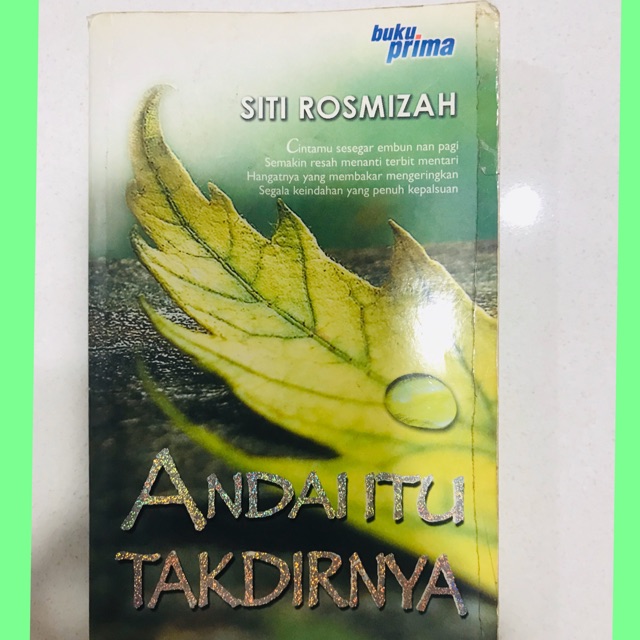 buku
prima
SITI ROSMIZAH
Cintamu sesegar embun nan pagi
Semakin resah menanti terbit mentari
Hangatnya yang membakar mengeringkan
Segala keindahan yang penuh kepalsuan
ANDAI ITU
TAKDIRNYA